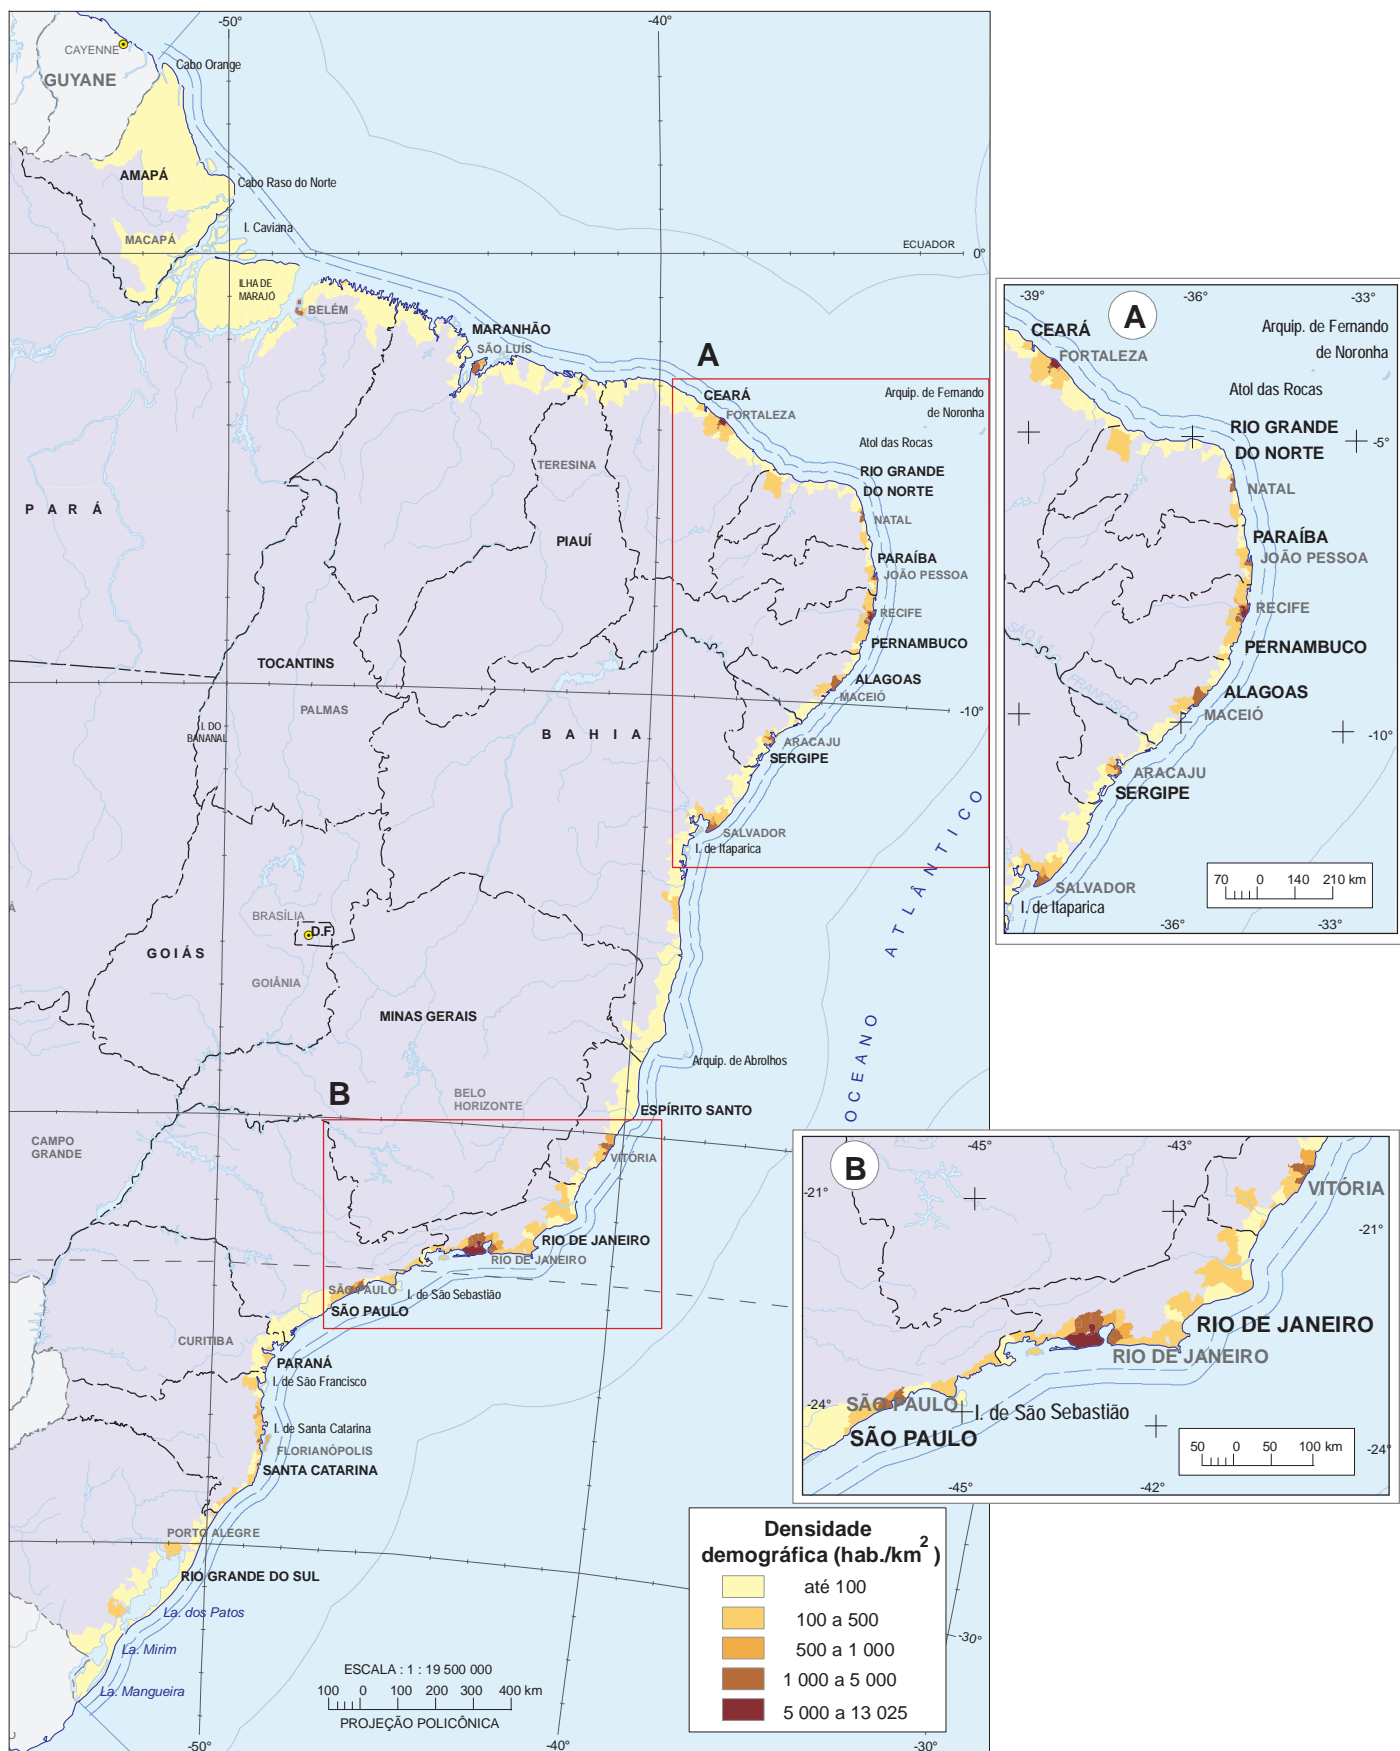 -50°
-40°
CAYENNE
GUYANE
Cabo Orange
AMAPÁ
Cabo Raso do Norte
I. Caviana
MACAPÁ
ECUADOR
0°
ILHA DE
MARAJÓ
BELÉM
MARANHÃO
SÃO LUÍS
A
CEARÁ
FORTALEZA
Arquip. de Fernando
de Noronha
Atol das Rocas
TERESINA
RIO GRANDE
DO NORTE
PARÁ
NATAL
PIAUÍ
PARAÍBA
JOÃO PESSOA
RECIFE
PERNAMBUCO
TOCANTINS
ALAGOAS
MACEIÓ
PALMAS
-10°
I. DO
BANANAL
BAHIA
ARACAJU
SERGIPE
SALVADOR
I. de Itaparica
OCEANO ATLÂNTICO
BRASÍLIA
D.F.
GOIÁS
GOIÂNIA
MINAS GERAIS
Arquip. de Abrolhos
B
BELO
HORIZONTE
ESPÍRITO SANTO
CAMPO
GRANDE
VITÓRIA
RIO DE JANEIRO
RIO DE JANEIRO
SÃO PAULO
I. de São Sebastião
SÃO PAULO
CURITIBA
PARANÁ
I. de São Francisco
I. de Santa Catarina
FLORIANÓPOLIS
SANTA CATARINA
PORTO ALEGRE
RIO GRANDE DO SUL
La. dos Patos
La. Mirim
La. Mangueira
-30°
ESCALA : 1 : 19 500 000
100 0 100 200 300 400 km
PROJEÇÃO POLICÔNICA
-50°
-40°
-30°
-39°
-36°
-33°
A
CEARÁ
FORTALEZA
Arquip. de Fernando
de Noronha
Atol das Rocas
RIO GRANDE
DO NORTE
-5°
NATAL
PARAÍBA
JOÃO PESSOA
RECIFE
SÃO
FRANCISCO
PERNAMBUCO
ALAGOAS
MACEIÓ
-10°
ARACAJU
SERGIPE
SALVADOR
I. de Itaparica
70 0 140 210 km
-36°
-33°
B
-45°
-43°
-21°
VITÓRIA
-21°
RIO DE JANEIRO
RIO DE JANEIRO
-24°
SÃO PAULO
I. de São Sebastião
SÃO PAULO
50 0 50 100 km
-24°
-45°
-42°
Densidade
demográfica (hab./km²)
até 100
100 a 500
500 a 1 000
1 000 a 5 000
5 000 a 13 025